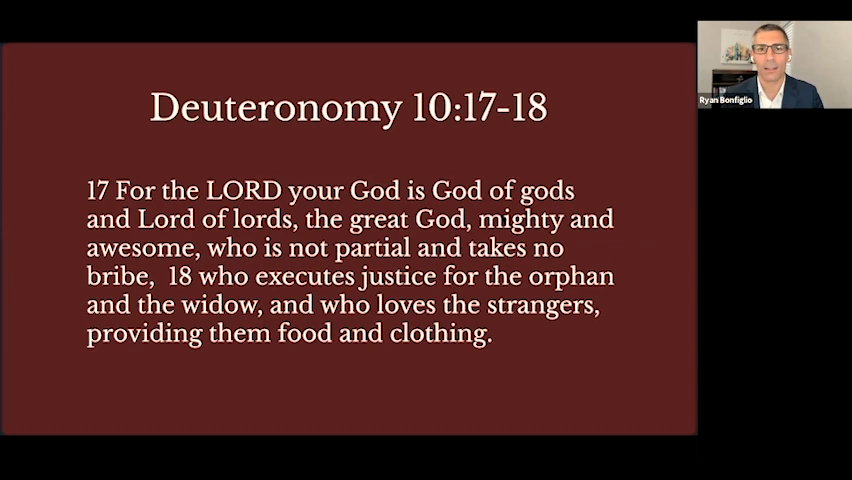 Deuteronomy 10:17-18
17 For the LORD your God is God of gods
and Lord of lords, the great God, mighty and
awesome, who is not partial and takes no
bribe,  18 who executes justice for the orphan
and the widow, and who loves the strangers,
providing them food and clothing.
Ryan Bonfiglio